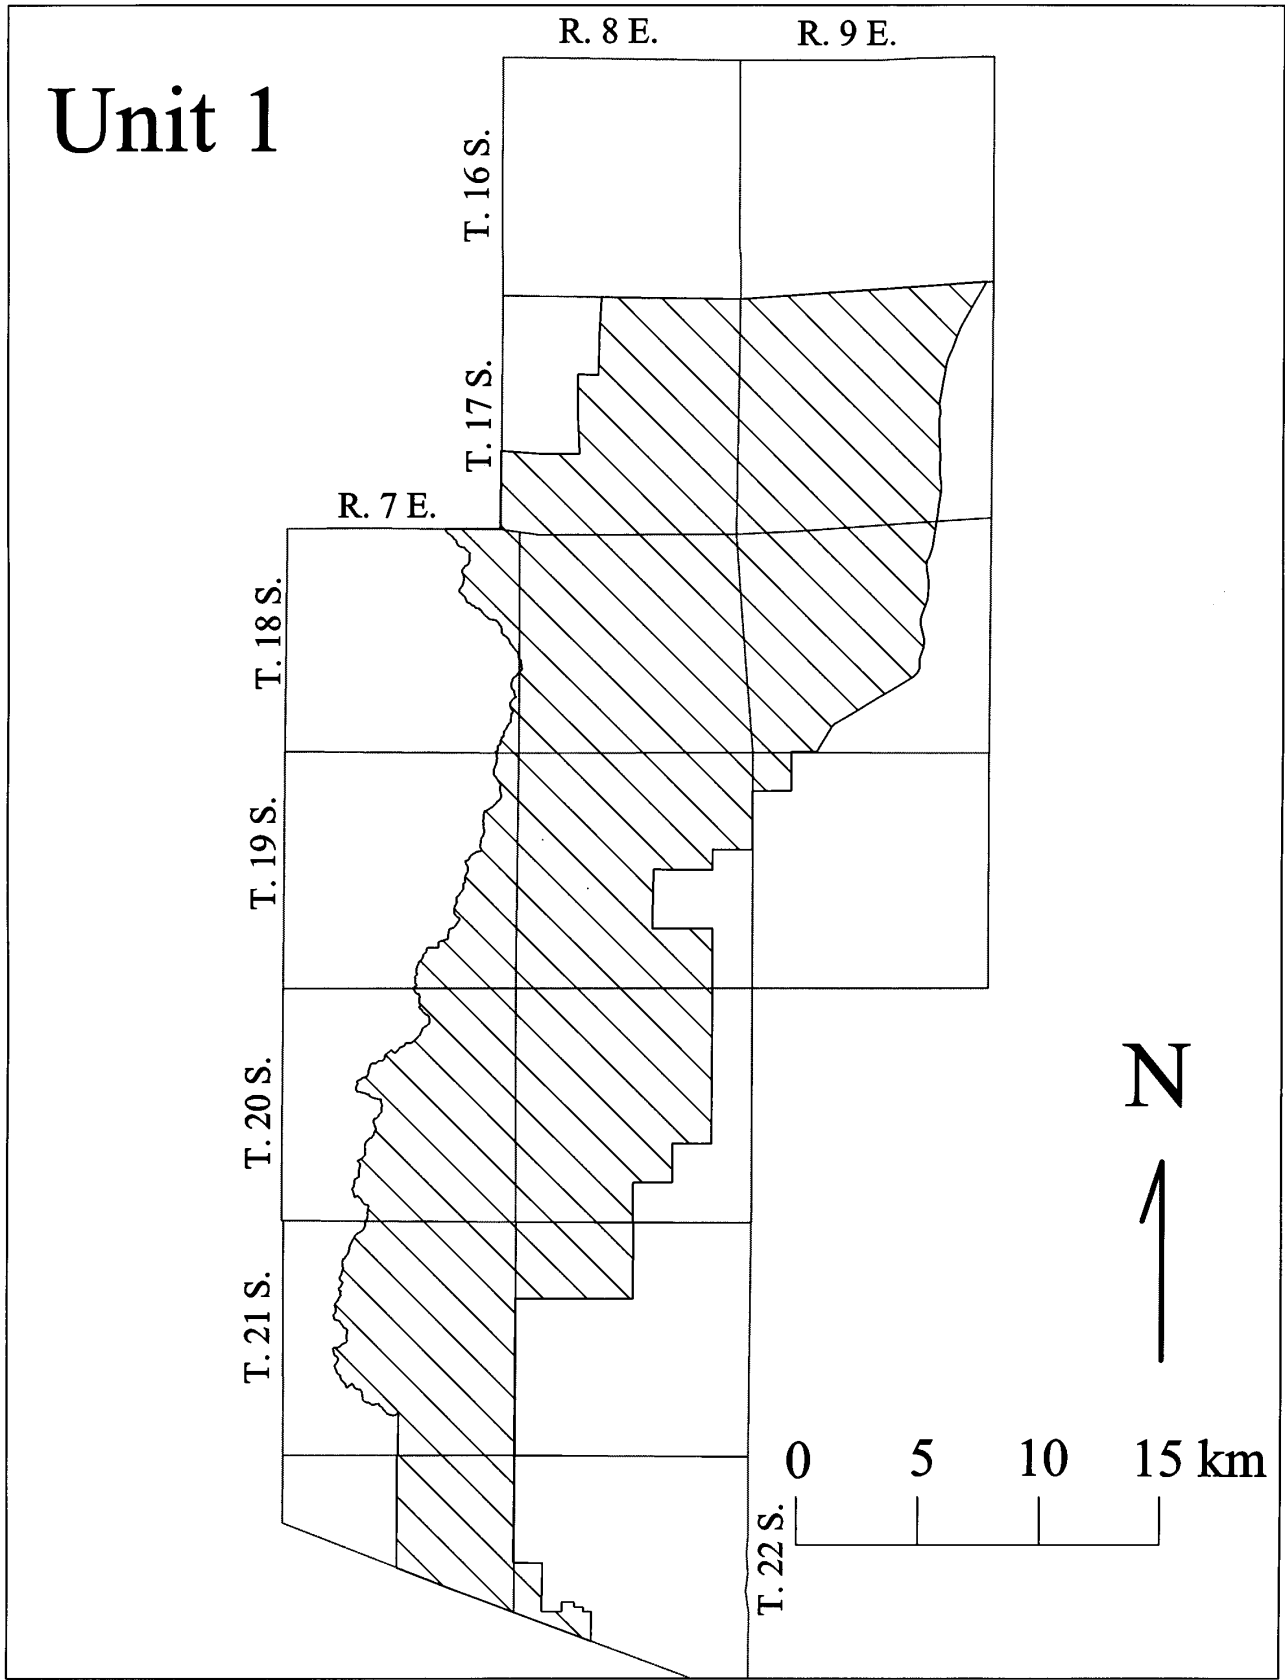 R. 8 E.
R. 9 E.
Unit 1
T. 16 S.
T. 17 S.
R. 7 E.
T. 18 S.
T. 19 S.
T. 20 S.
N
T. 21 S.
0 5 10 15 km
T. 22 S.